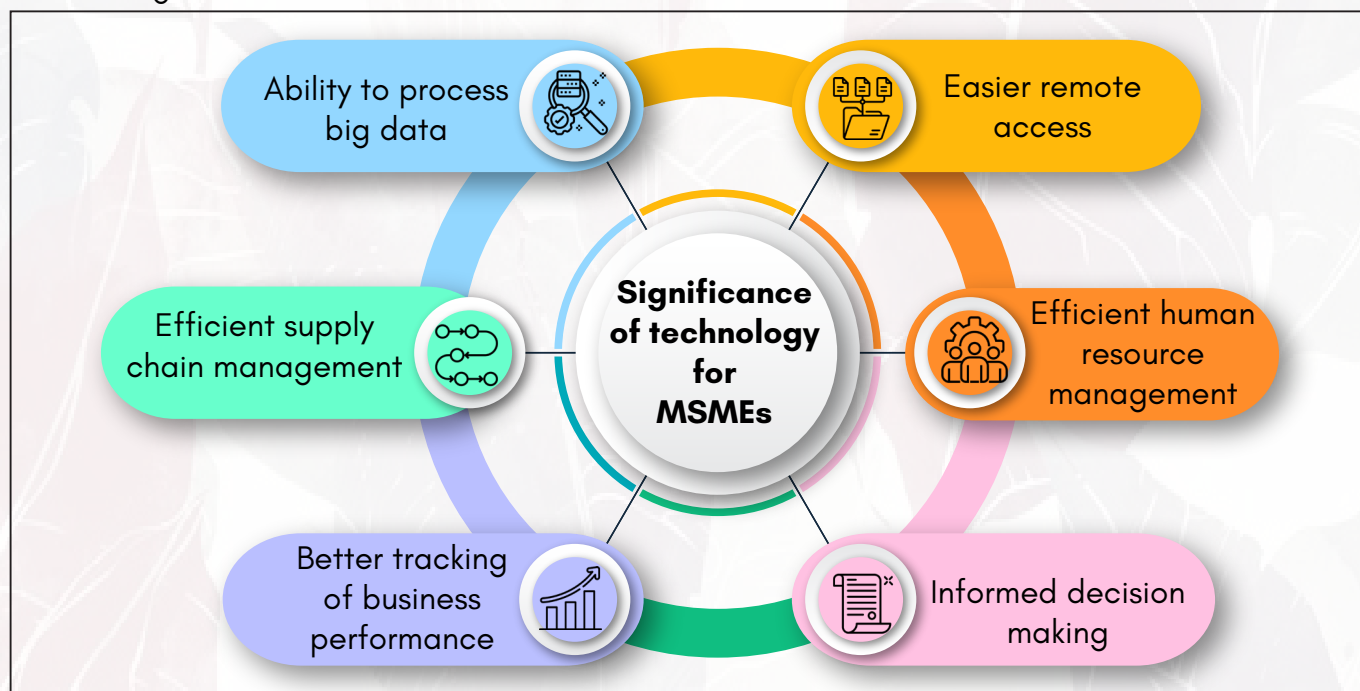 Ability to process
big data
Easier remote
access
Significance
of technology
for
MSMEs
Efficient supply
chain management
Efficient human
resource
management
Better tracking
of business
performance
Informed decision
making